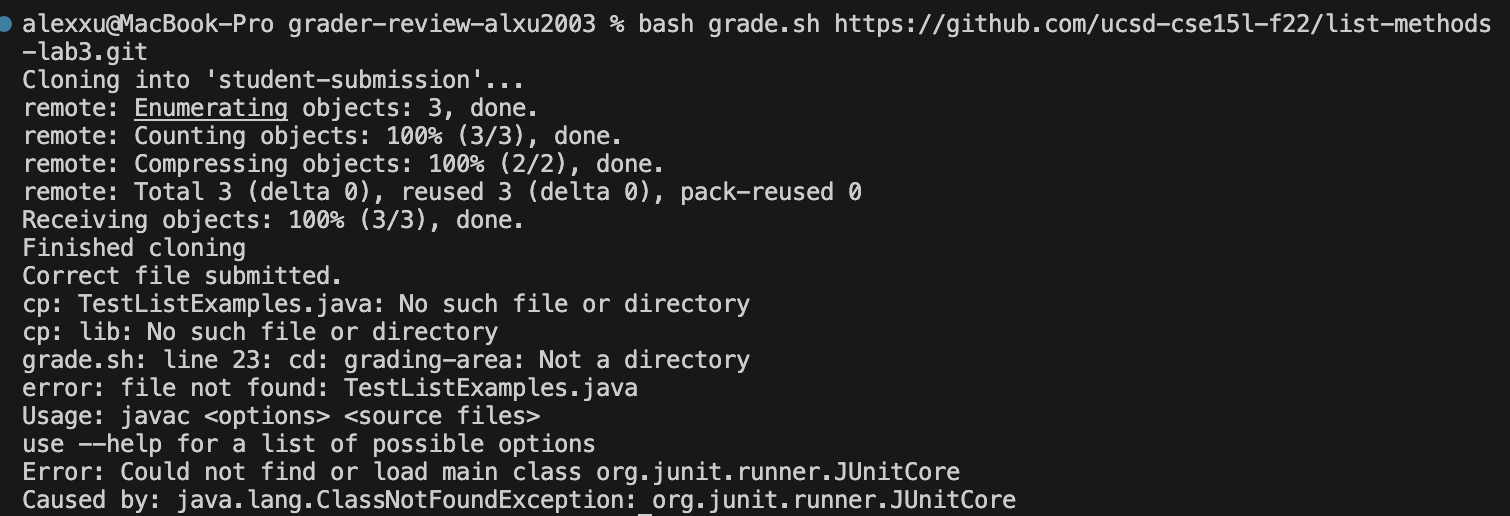 alexxu@MacBook-Pro grader-review-alxu2003 % bash grade.sh https://github.com/ucsd-cse15l-f22/list-methods
-lab3.git
Cloning into 'student-submission'...
remote: Enumerating objects: 3, done.
remote: Counting objects: 100% (3/3), done.
remote: Compressing objects: 100% (2/2), done.
remote: Total 3 (delta 0), reused 3 (delta 0), pack-reused 0
Receiving objects: 100% (3/3), done.
Finished cloning
Correct file submitted.
cp: TestListExamples.java: No such file or directory
cp: lib: No such file or directory
grade.sh: line 23: cd: grading-area: Not a directory
error: file not found: TestListExamples.java
Usage: javac <options> <source files>
use --help for a list of possible options
Error: Could not find or load main class org.junit.runner.JUnitCore
Caused by: java.lang.ClassNotFoundException: org.junit.runner.JUnitCore